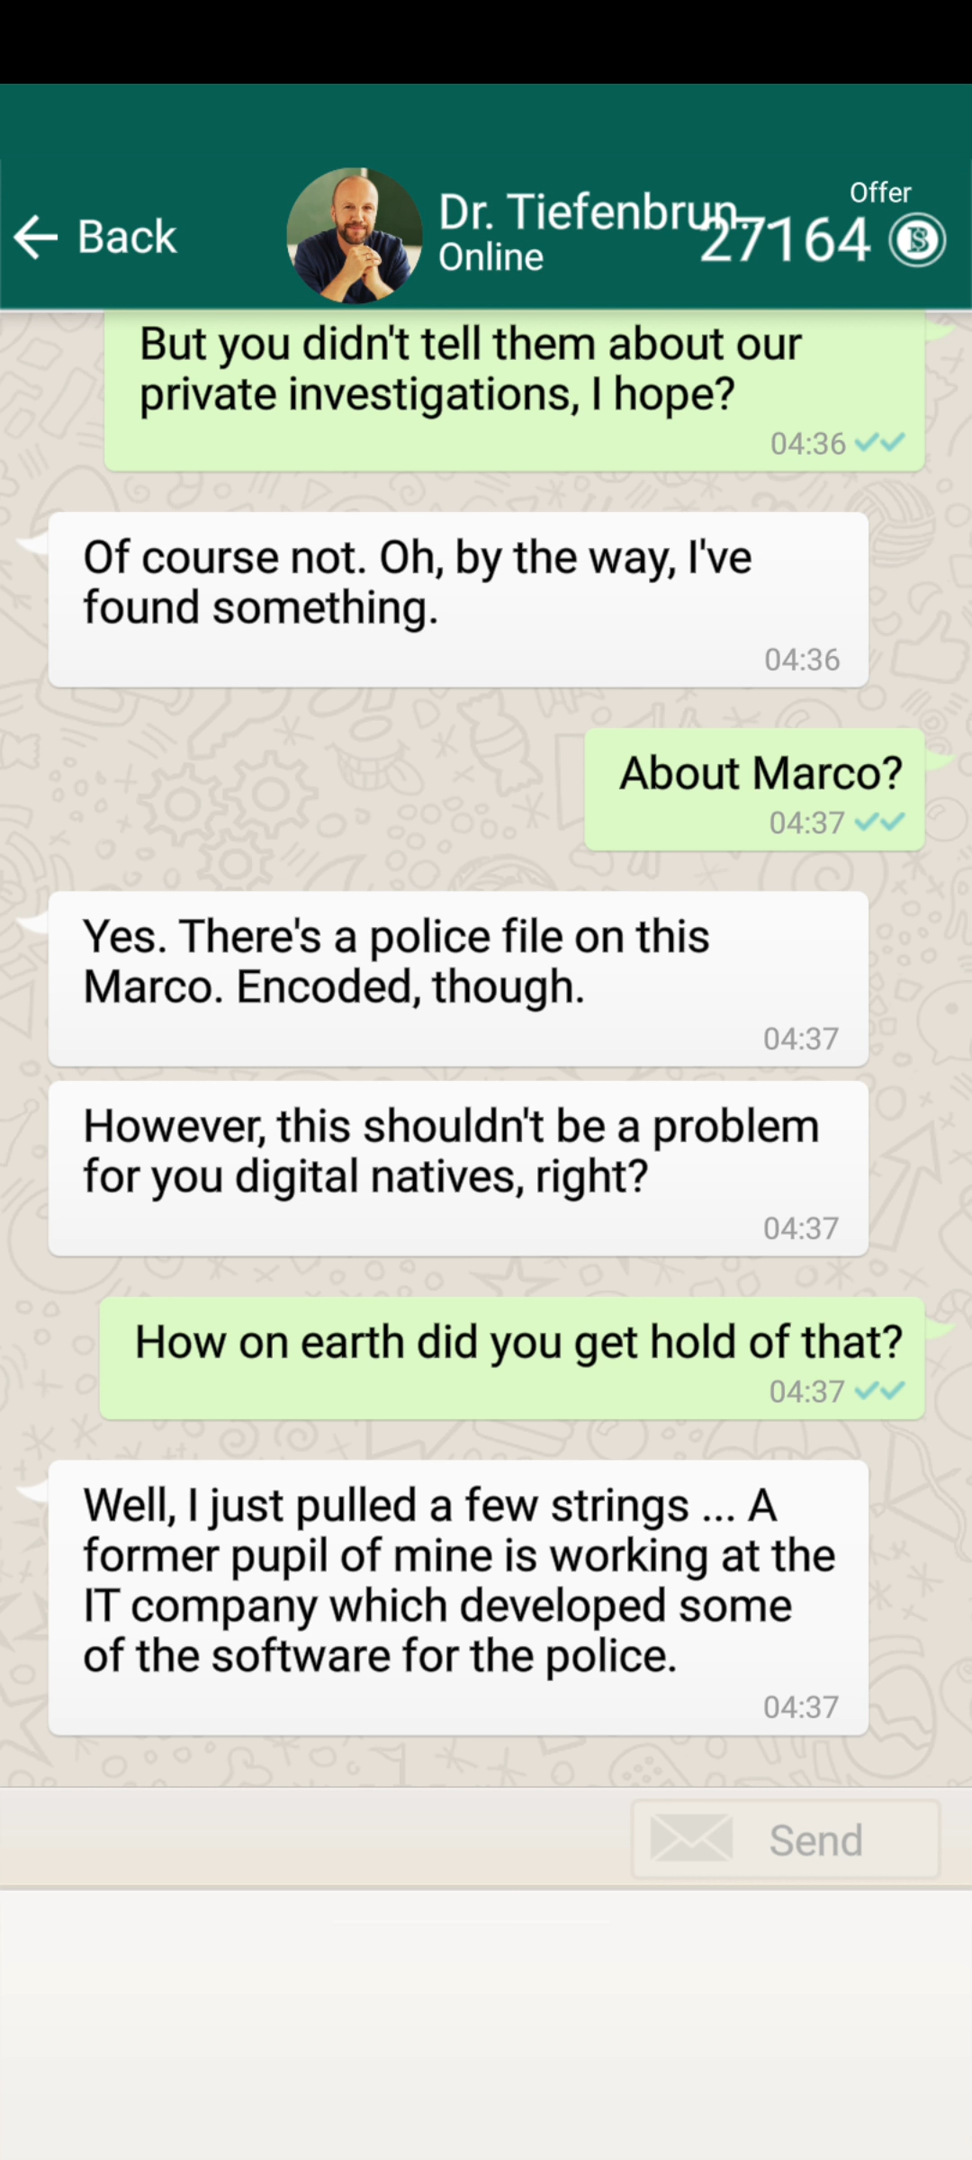 Offer
← Back
Dr. Tiefenbrun..
27164
Online
But you didn't tell them about our
private investigations, I hope?
04:36
Of course not. Oh, by the way, I've
found something.
04:36
About Marco?
04:37
Yes. There's a police file on this
Marco. Encoded, though.
04:37
However, this shouldn't be a problem
for you digital natives, right?
04:37
How on earth did you get hold of that?
04:37
Well, I just pulled a few strings ... A
former pupil of mine is working at the
IT company which developed some
of the software for the police.
04:37
Send